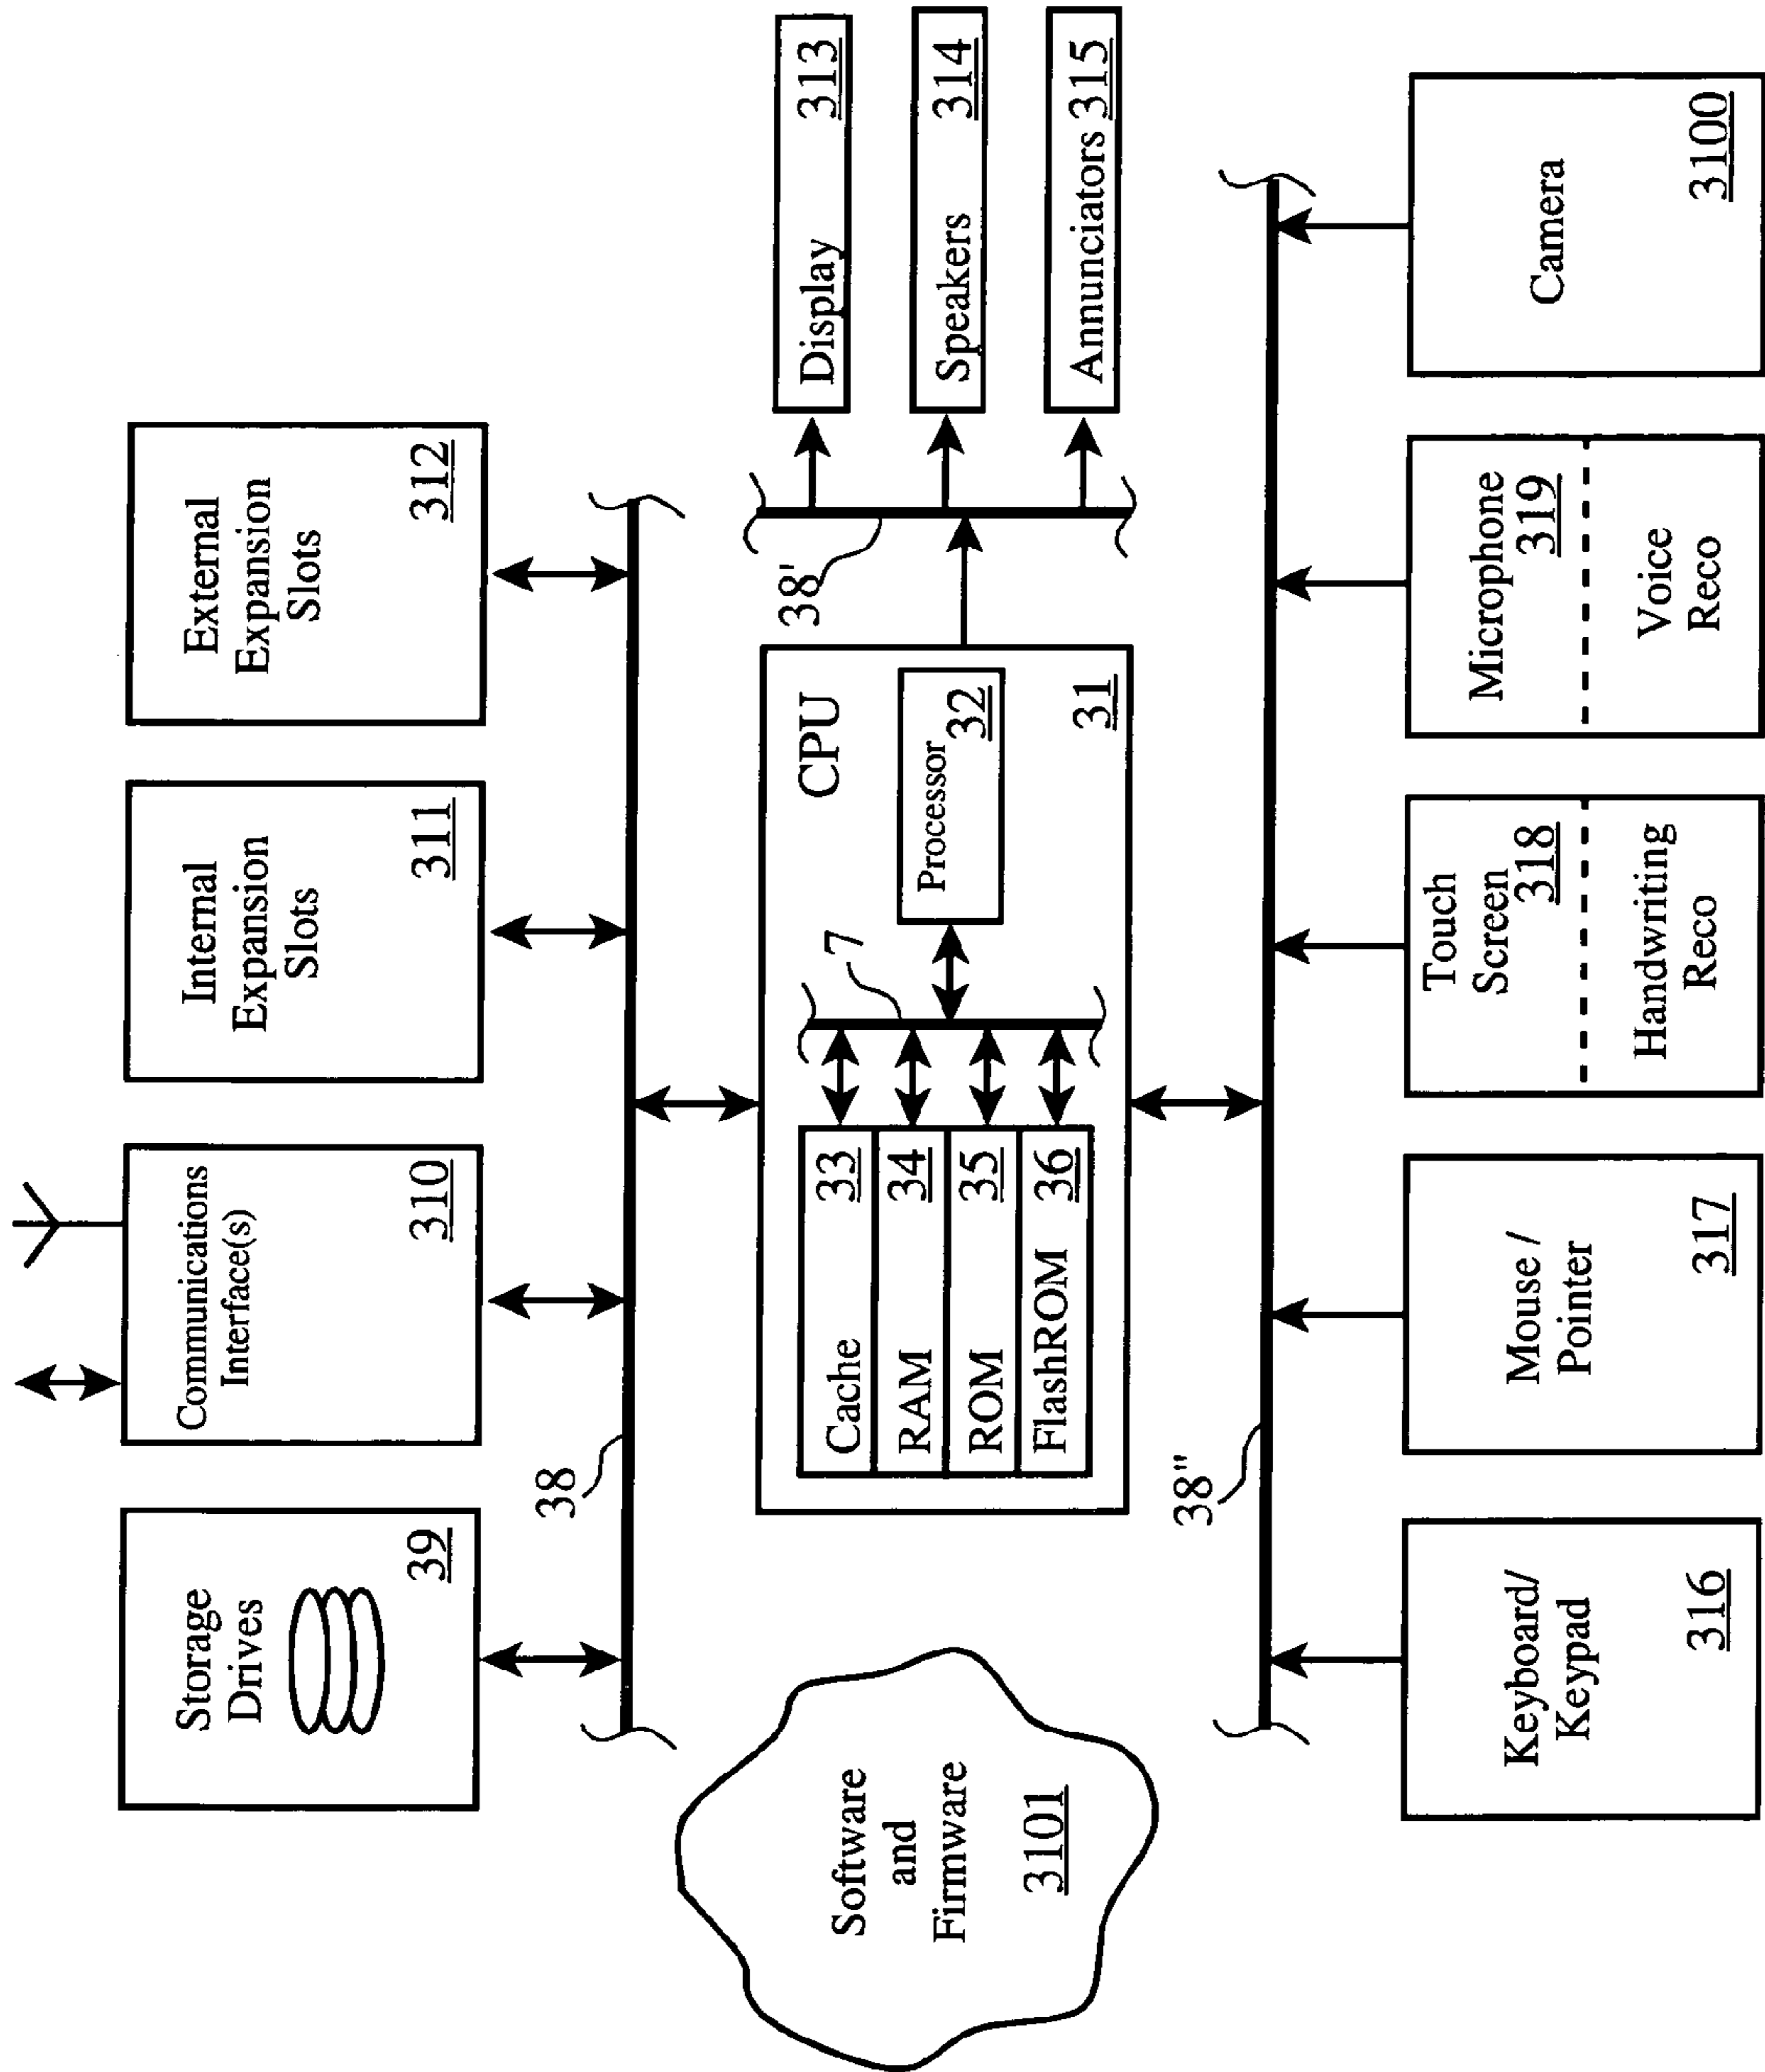 Storage
Drives
39
Communications
Interface(s)
310
Internal
Expansion
Slots
311
External
Expansion
Slots
312
38
Software
and
Firmware
3101
CPU
Cache 33
RAM 34
ROM 35
FlashROM 36
7
Processor
32
31
38'
Display 313
Speakers 314
Annunciators 315
38"
Keyboard/
Keypad
316
Mouse /
Pointer
317
Touch
Screen
318
Handwriting
Reco
Microphone
319
Voice
Reco
Camera
3100